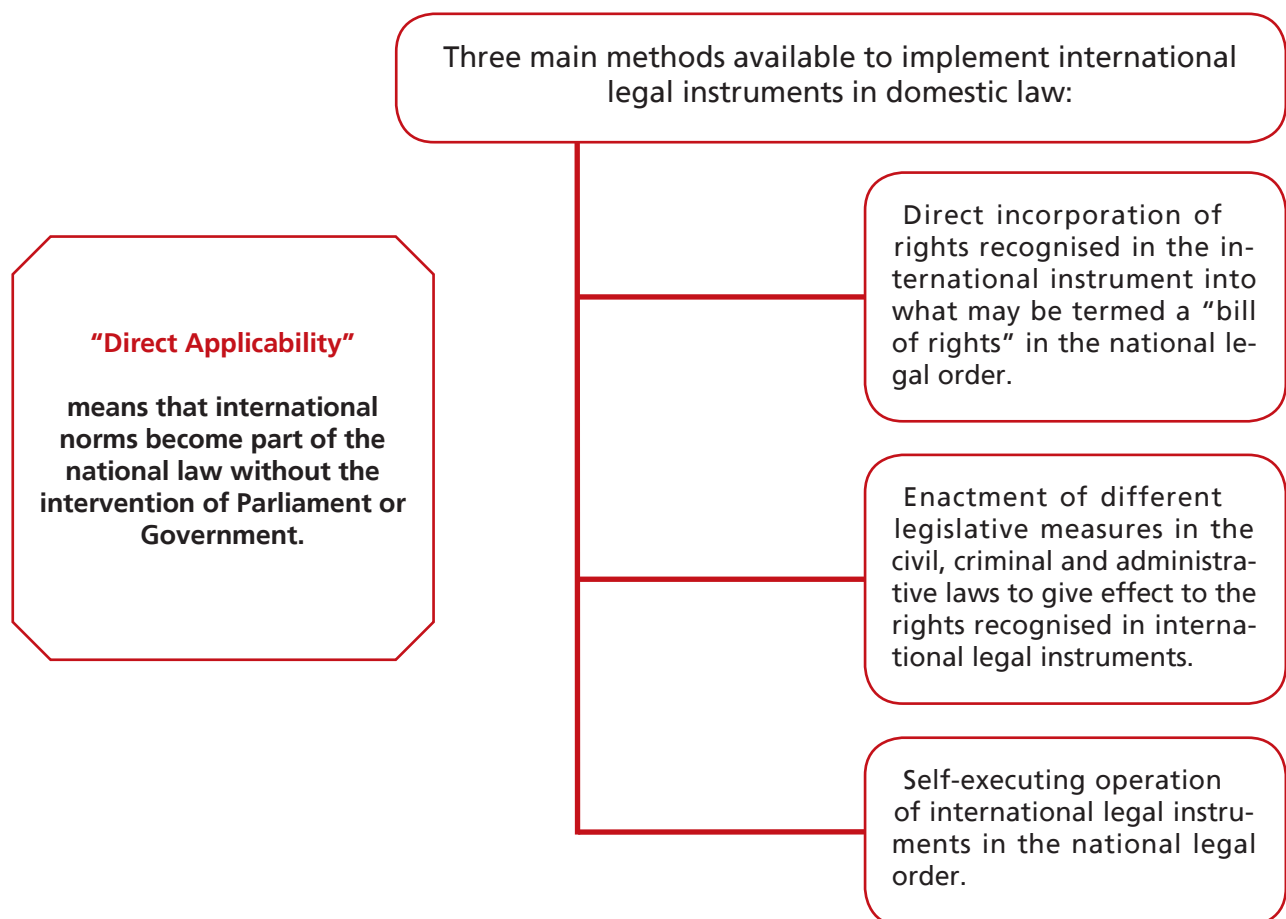 Three main methods available to implement international
legal instruments in domestic law:
"Direct Applicability"
means that international
norms become part of the
national law without the
intervention of Parliament or
Government.
Direct incorporation of
rights recognised in the in-
ternational instrument into
what may be termed a “bill
of rights” in the national le-
gal order.
Enactment of different
legislative measures in the
civil, criminal and administra-
tive laws to give effect to the
rights recognised in interna-
tional legal instruments.
Self-executing operation
of international legal instru-
ments in the national legal
order.